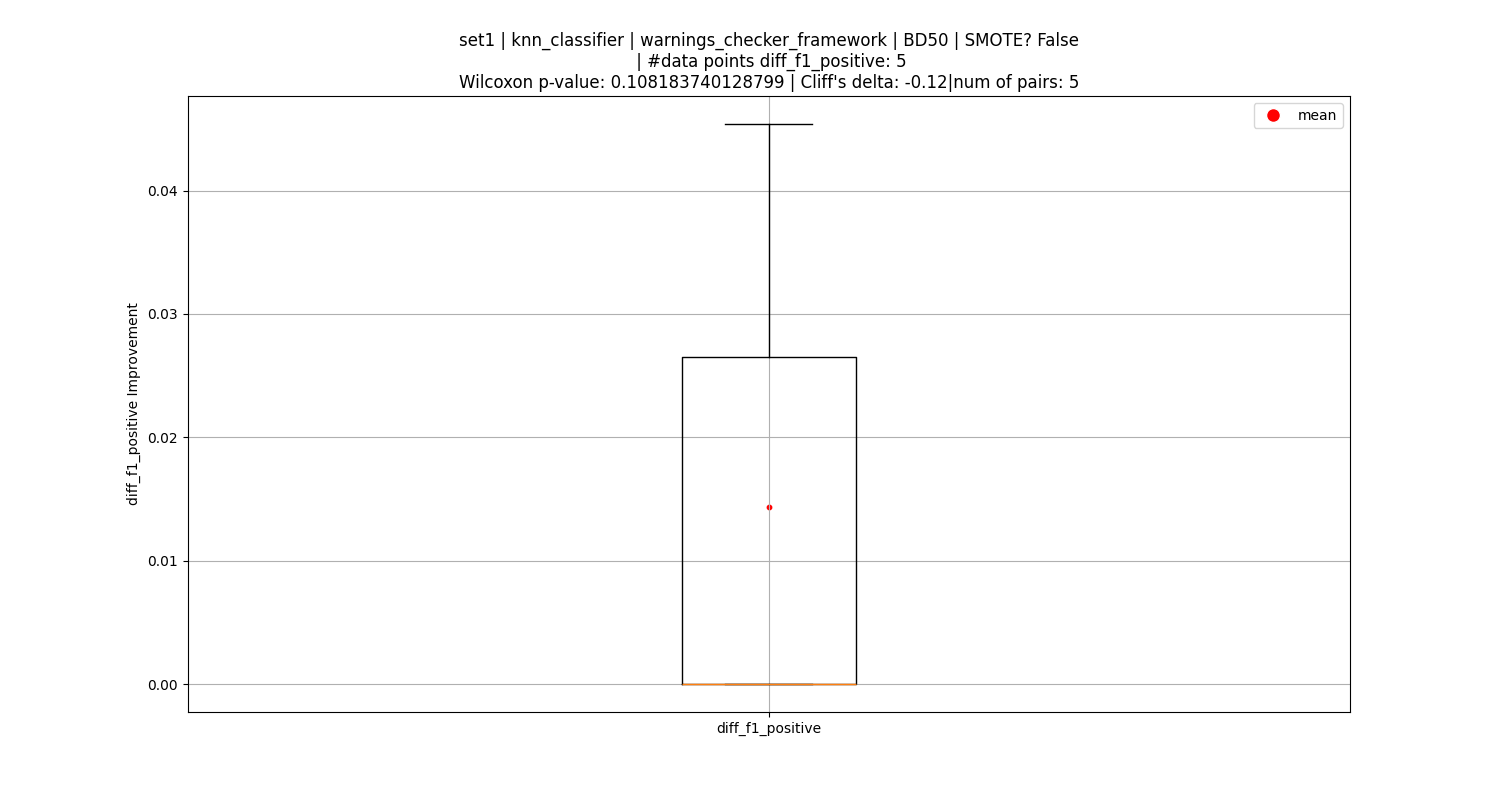 set1 | knn_classifier | warnings_checker_framework | BD50 | SMOTE? False
| #data points diff_f1_positive: 5
Wilcoxon p-value: 0.108183740128799 | Cliff's delta: -0.12|num of pairs: 5
mean
0.04
0.03
0.02
0.01
0.00
diff_f1_positive Improvement
diff_f1_positive